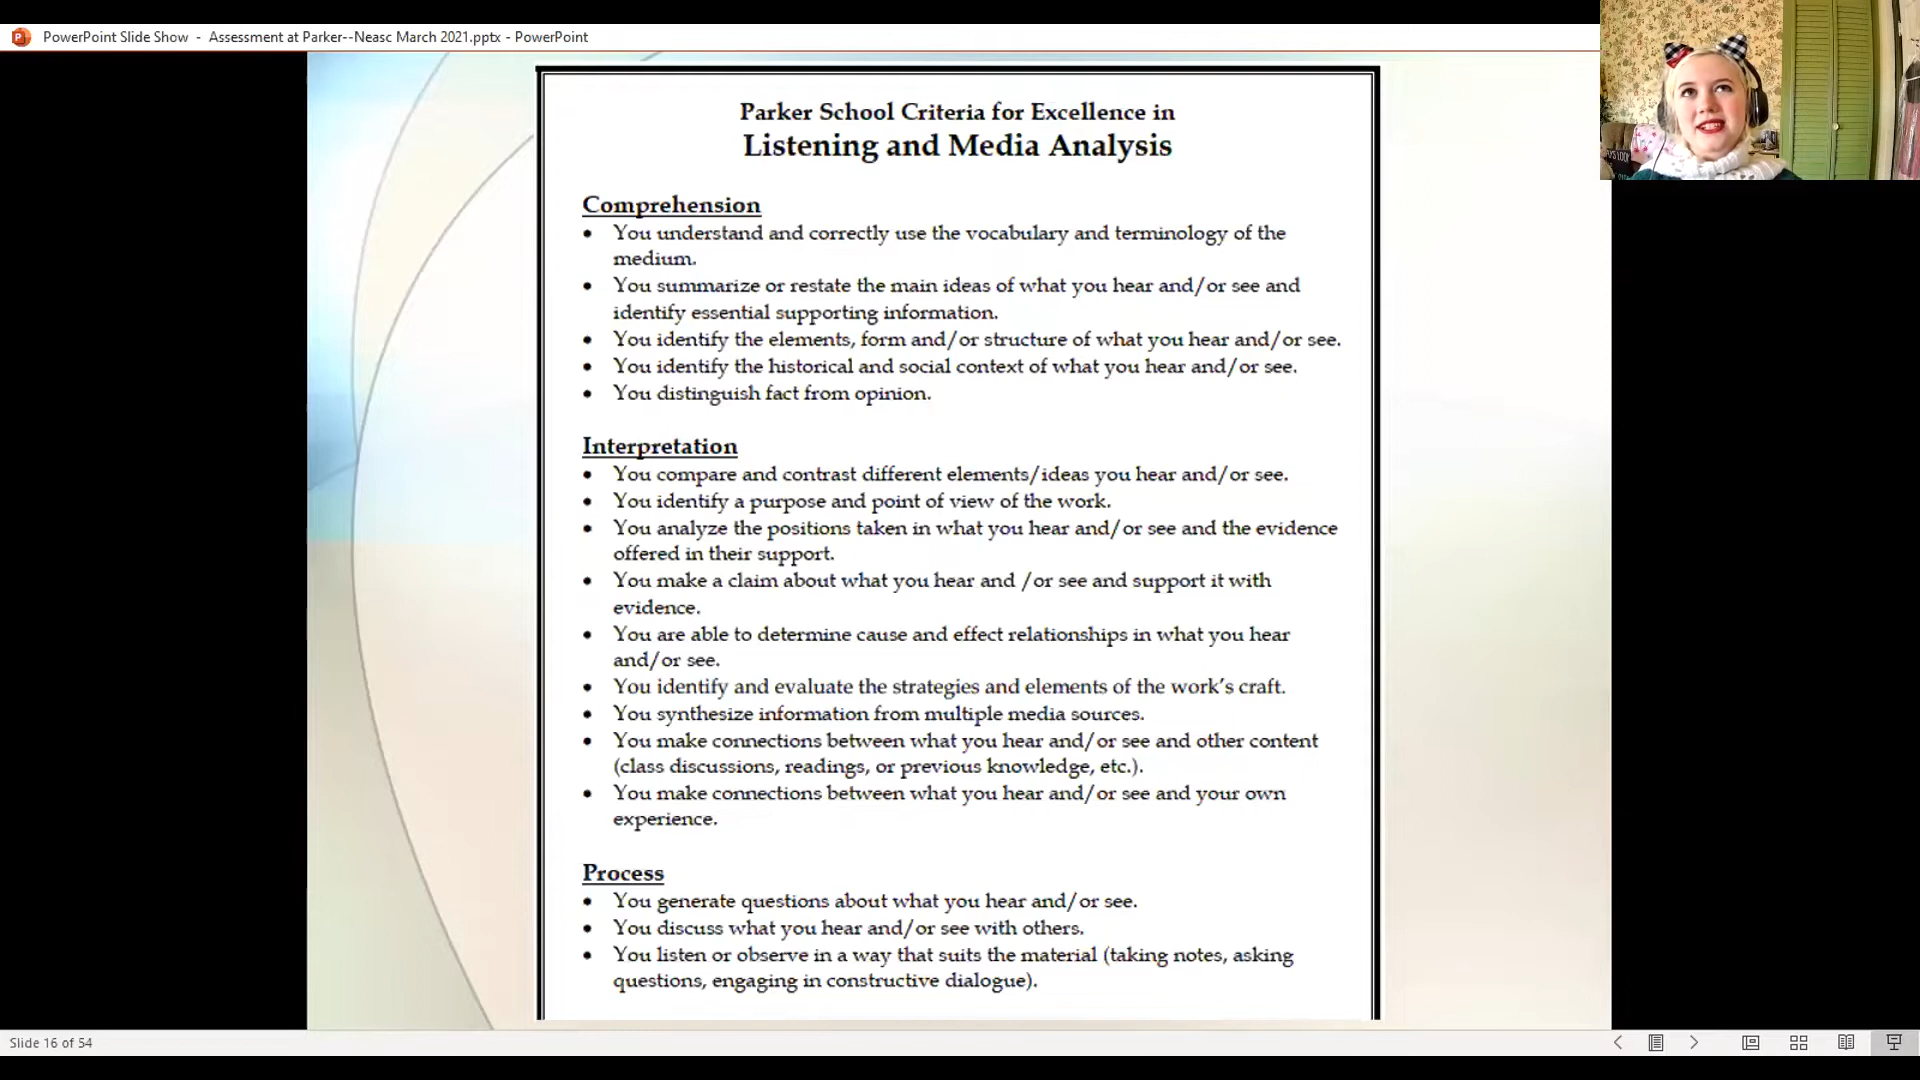 PowerPoint Slide Show - Assessment at Parker--Neasc March 2021.pptx - PowerPoint
Parker School Criteria for Excellence in
Listening and Media Analysis
Comprehension
• You understand and correctly use the vocabulary and terminology of the
medium.
• You summarize or restate the main ideas of what you hear and/or see and
identify essential supporting information.
• You identify the elements, form and/or structure of what you hear and/or see.
• You identify the historical and social context of what you hear and/or see.
• You distinguish fact from opinion.
Interpretation
• You compare and contrast different elements/ideas you hear and/or see.
• You identify a purpose and point of view of the work.
• You analyze the positions taken in what you hear and/or see and the evidence
offered in their support.
• You make a claim about what you hear and /or see and support it with
evidence.
• You are able to determine cause and effect relationships in what you hear
and/or see.
• You identify and evaluate the strategies and elements of the work's craft.
• You synthesize information from multiple media sources.
• You make connections between what you hear and/or see and other content
(class discussions, readings, or previous knowledge, etc.).
• You make connections between what you hear and/or see and your own
experience.
Process
• You generate questions about what you hear and/or see.
• You discuss what you hear and/or see with others.
• You listen or observe in a way that suits the material (taking notes, asking
questions, engaging in constructive dialogue).
Slide 16 of 54